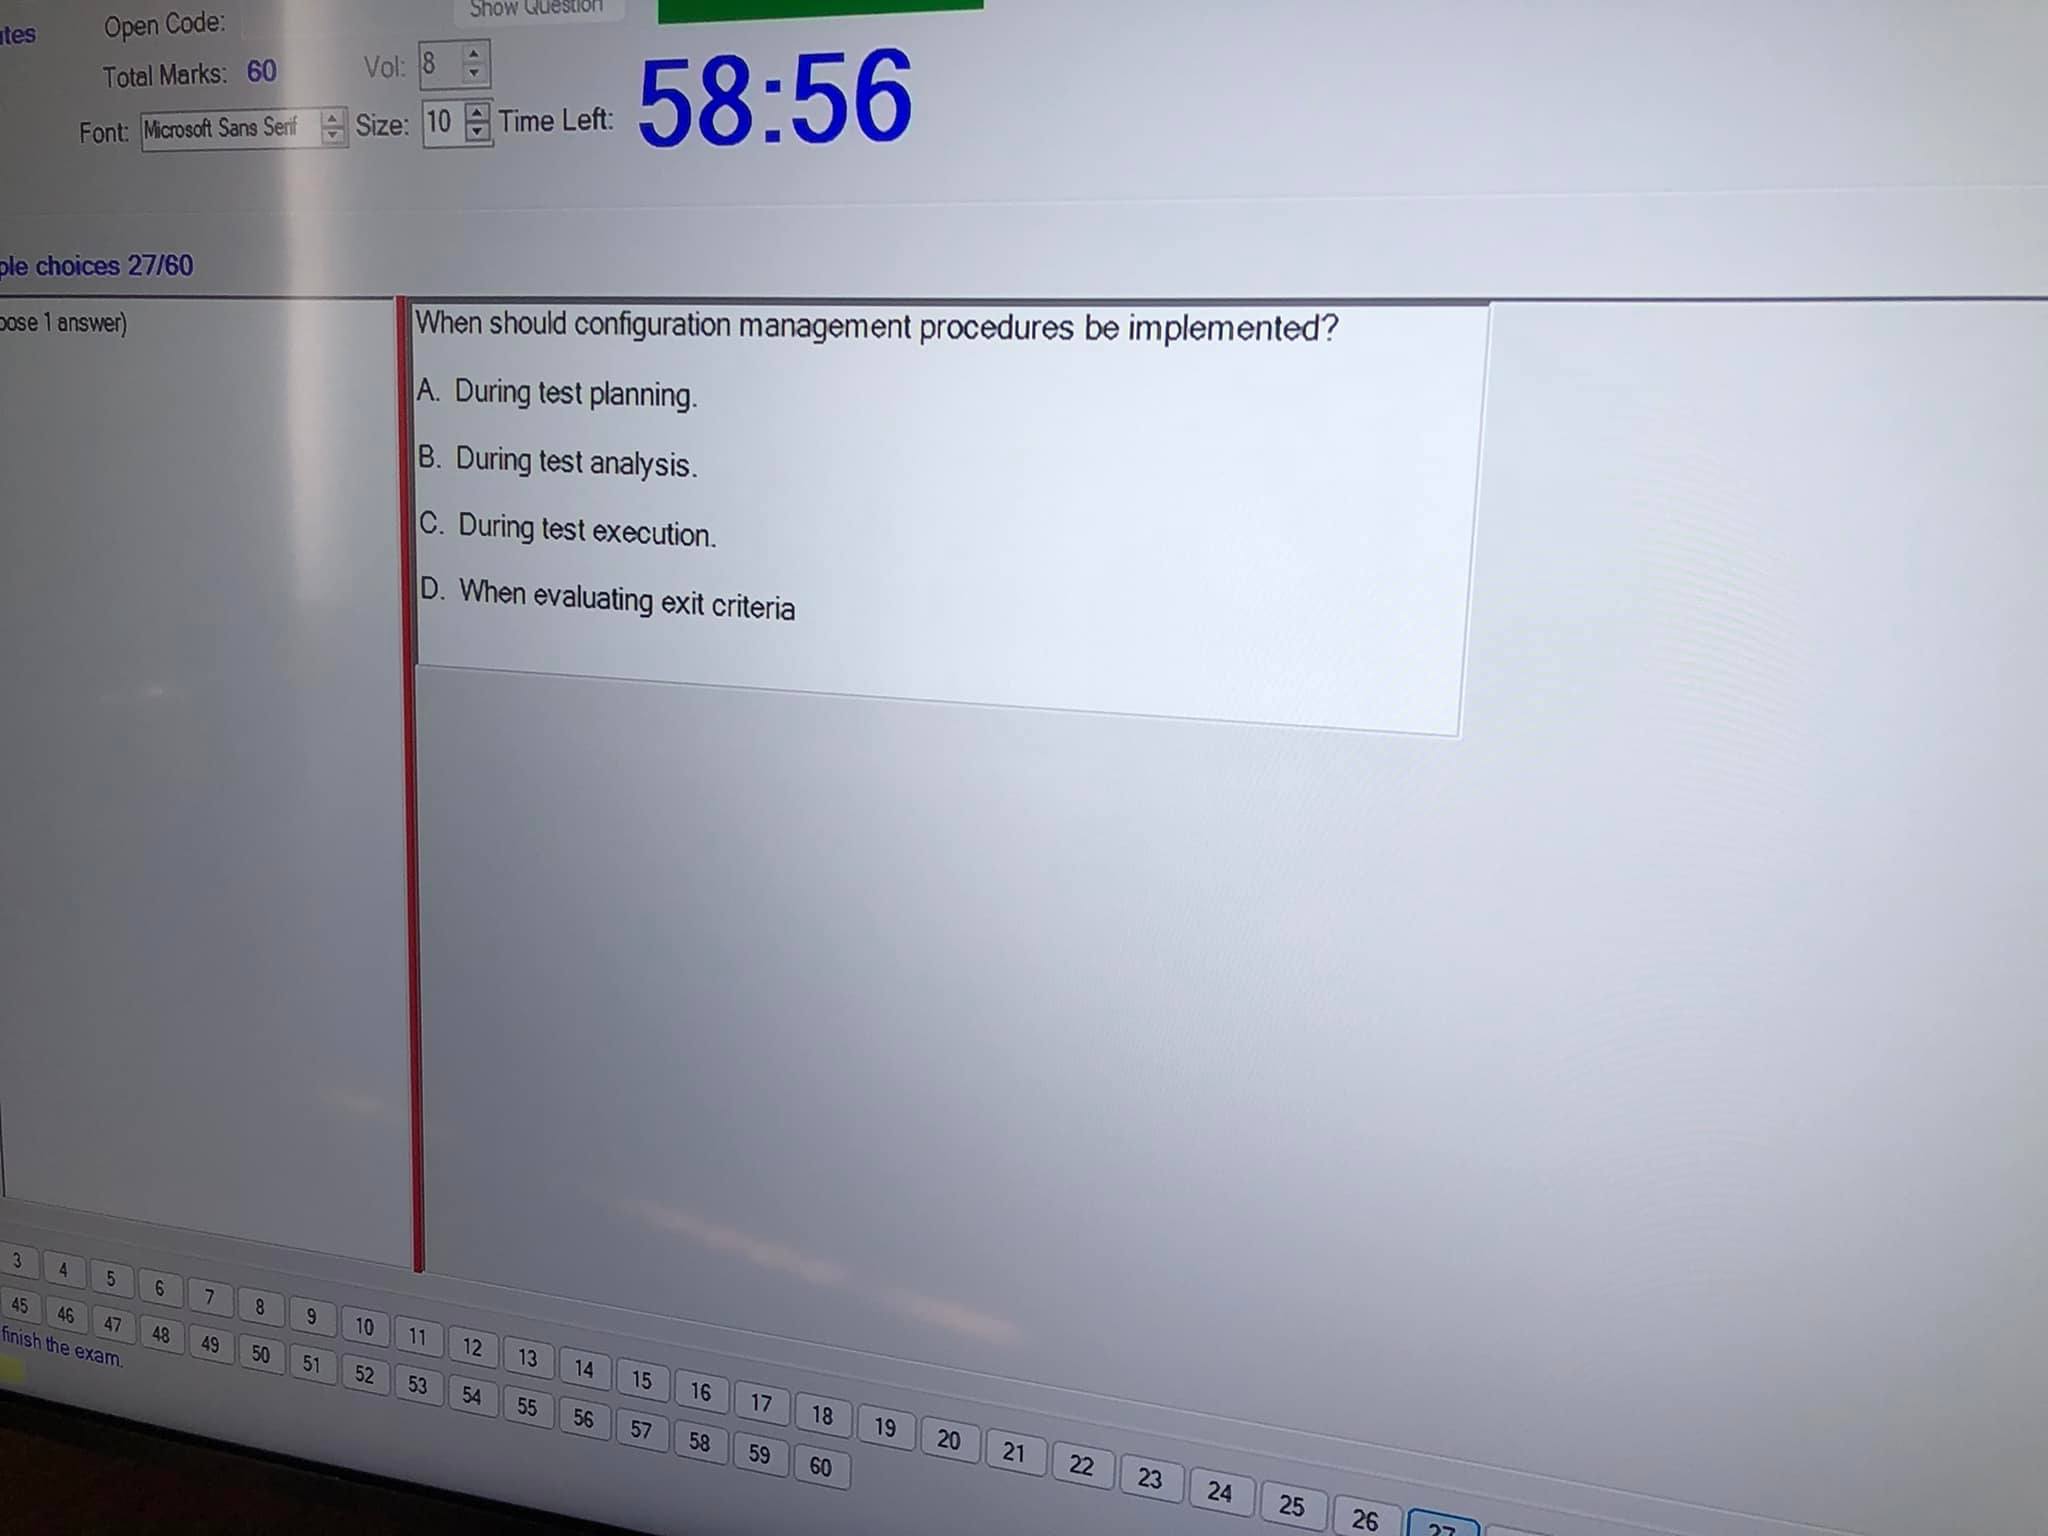 Open Code:
Show Question
Total Marks: 60
Vol: 8
Font: Microsoft Sans Serif
Size: 10
Time Left: 58:56
choices 27/60
1 answer)
When should configuration management procedures be implemented?
A. During test planning.
B. During test analysis.
C. During test execution.
D. When evaluating exit criteria
3 4 5 6 7 8 9 10 11 12 13 14 15 16 17 18 19 20 21 22 23 24 25 26 27
45 46 47 48 49 50 51 52 53 54 55 56 57 58 59 60
finish the exam.